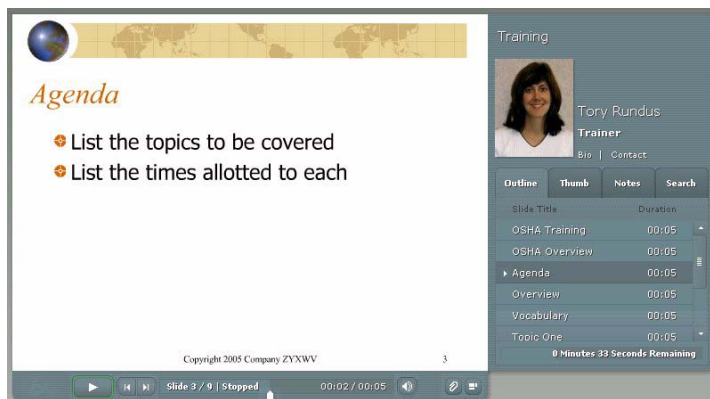 Agenda
List the topics to be covered
List the times allotted to each
Copyright 2005 Company ZYXWV 3
Training
Tory Rundus
Trainer
Bio | Contact
Outline Thumb Notes Search
Slide Title Duration
OSHA Training 00:05
OSHA Overview 00:05
Agenda 00:05
Overview 00:05
Vocabulary 00:05
Topic One 00:05
0 Minutes 33 Seconds Remaining
Slide 3 / 9 | Stopped 00:02 / 00:05